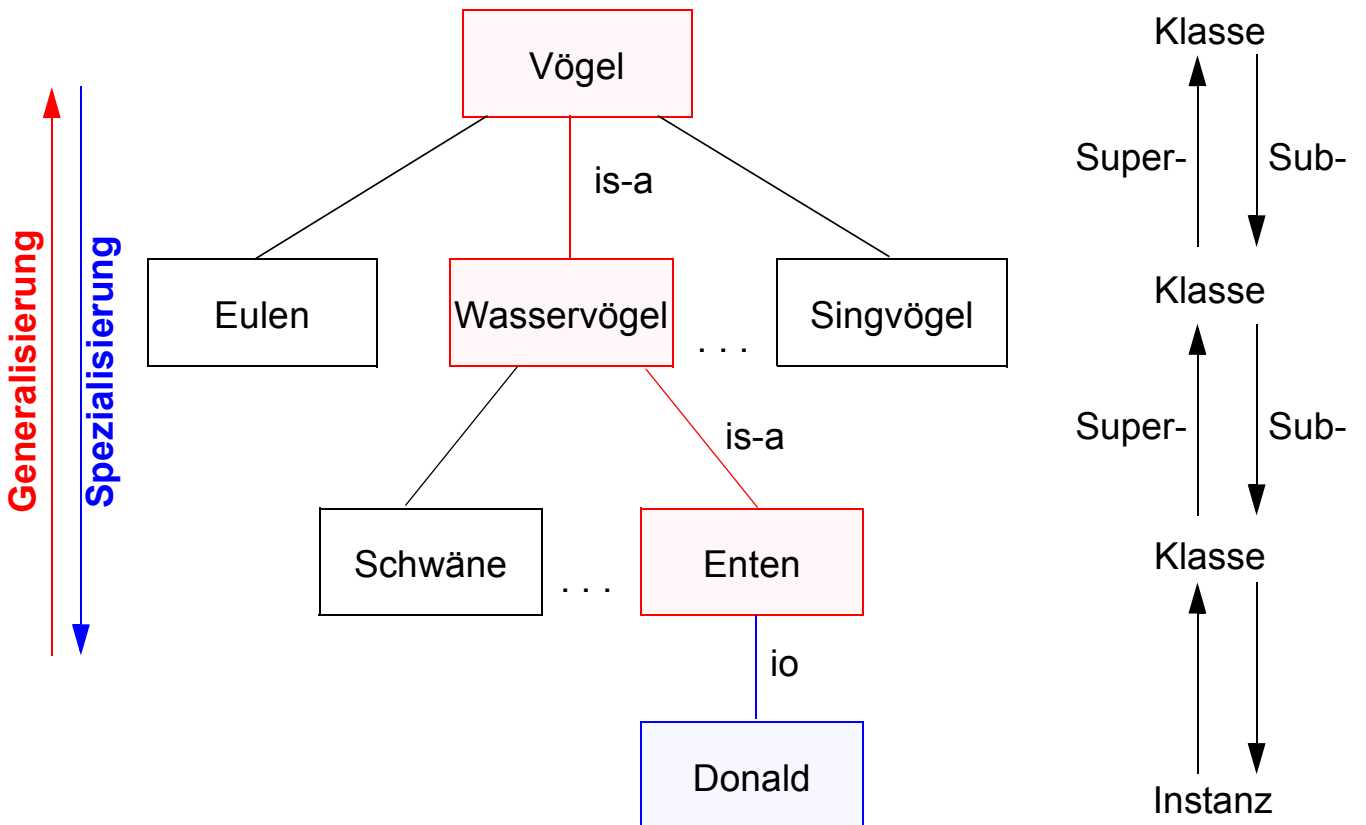 Vögel
Klasse
Super-
Sub-
is-a
Generalisierung
Spezialisierung
Eulen
Wasservögel
. . .
Singvögel
Klasse
Super-
Sub-
is-a
Schwäne
. . .
Enten
Klasse
io
Donald
Instanz